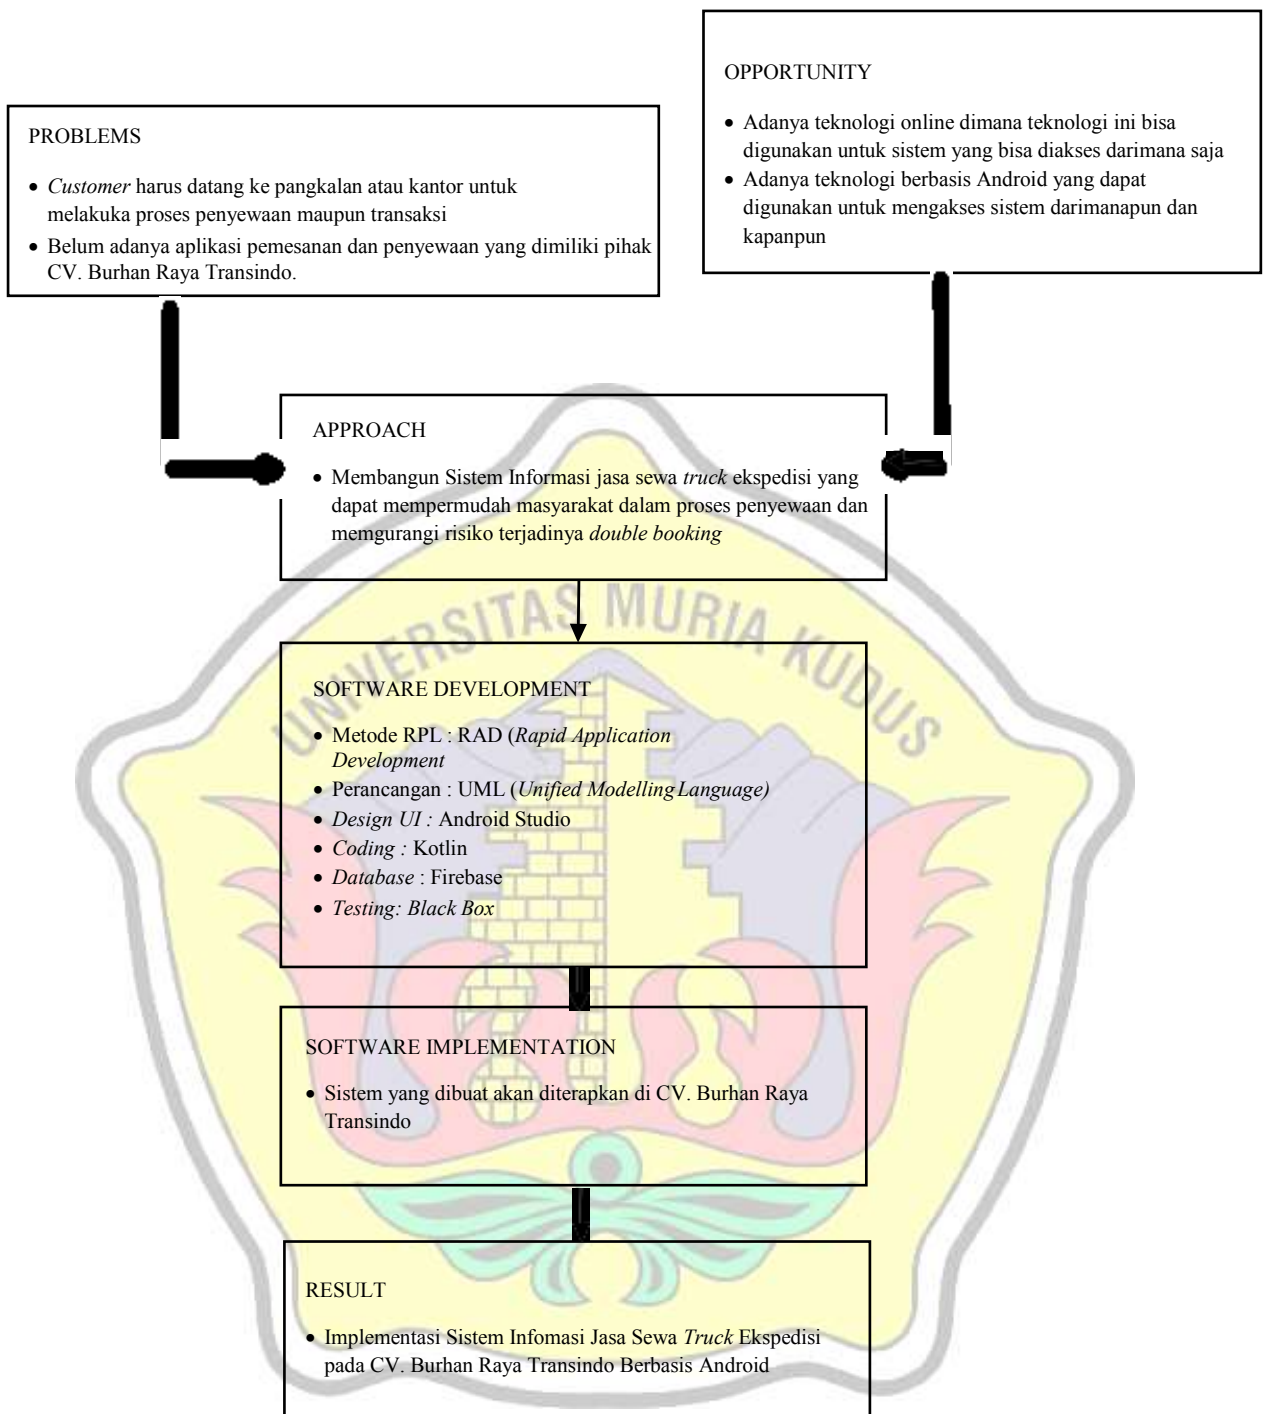 OPPORTUNITY
• Adanya teknologi online dimana teknologi ini bisa
digunakan untuk sistem yang bisa diakses darimana saja
• Adanya teknologi berbasis Android yang dapat
digunakan untuk mengakses sistem darimanapun dan
kapanpun
PROBLEMS
• Customer harus datang ke pangkalan atau kantor untuk
melakuka proses penyewaan maupun transaksi
• Belum adanya aplikasi pemesanan dan penyewaan yang dimiliki pihak
CV. Burhan Raya Transindo.
APPROACH
• Membangun Sistem Informasi jasa sewa truck ekspedisi yang
dapat mempermudah masyarakat dalam proses penyewaan dan
memgurangi risiko terjadinya double booking
UNIVERSITAS MURIA KUDUS
SOFTWARE DEVELOPMENT
• Metode RPL : RAD (Rapid Application
Development
• Perancangan : UML (Unified Modelling Language)
• Design UI : Android Studio
• Coding : Kotlin
• Database : Firebase
• Testing: Black Box
SOFTWARE IMPLEMENTATION
• Sistem yang dibuat akan diterapkan di CV. Burhan Raya
Transindo
RESULT
• Implementasi Sistem Infomasi Jasa Sewa Truck Ekspedisi
pada CV. Burhan Raya Transindo Berbasis Android